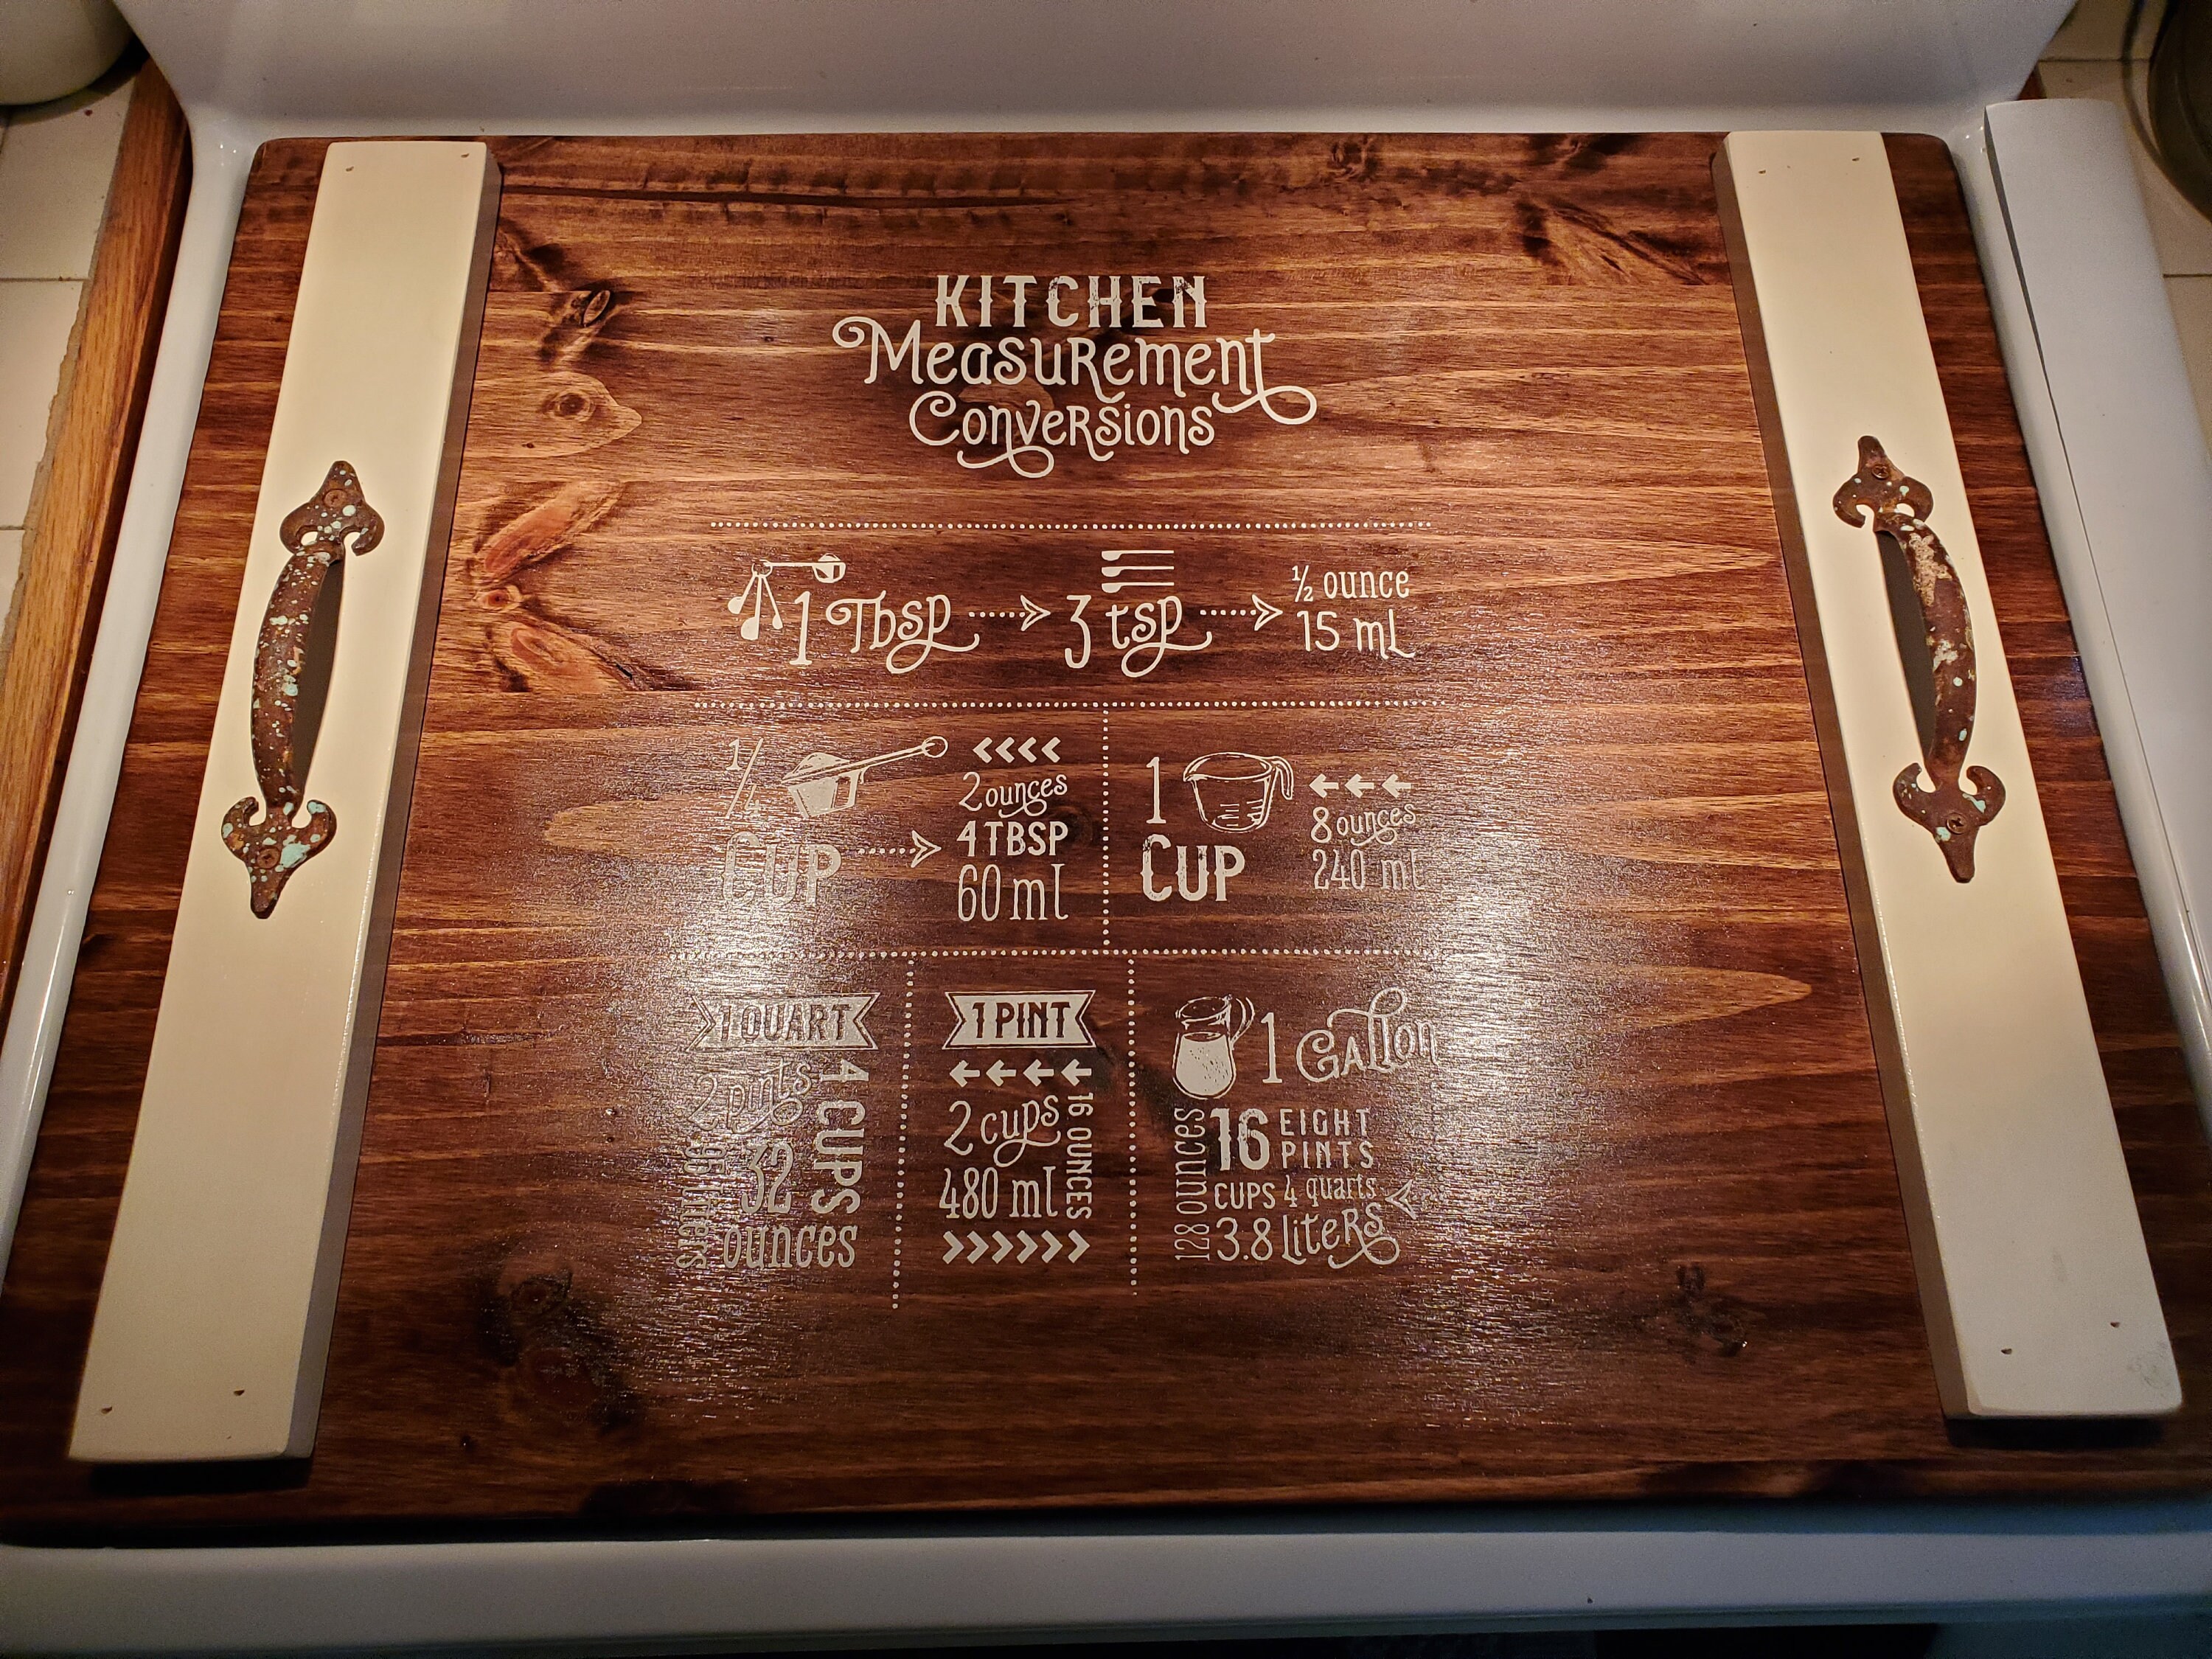 KITCHEN
Measurement
Conversions
1 Tbsp
3 tsp
½ ounce
15 mL
1/4
CUP
2 ounces
4 TBSP
60 ml
1
CUP
8 ounces
240 ml
1 QUART
2 pints
4 CUPS
32
ounces
liters
1 PINT
2 cups
480 ml
16 OUNCES
1 GALLon
128 ounces
16
CUPS
EIGHT
PINTS
4 quarts
3.8 liteRs